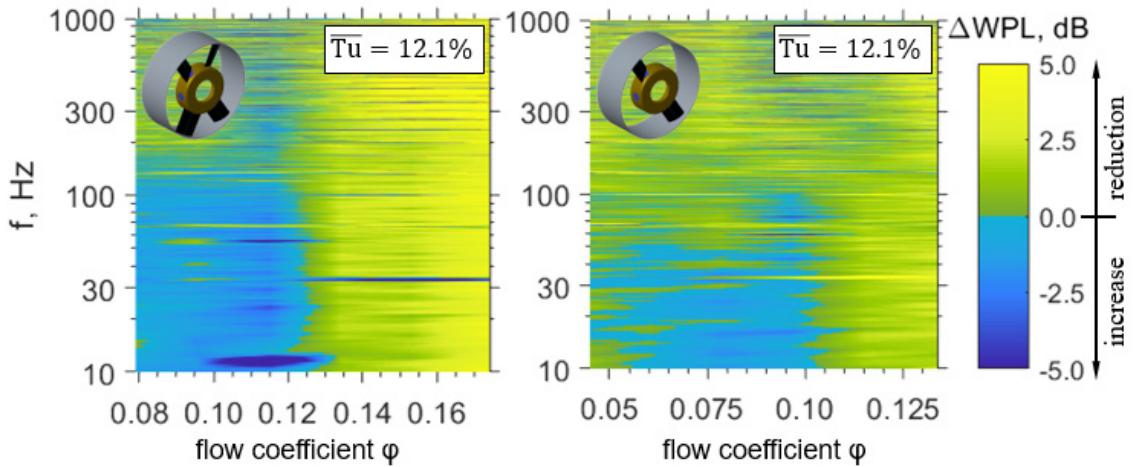 1000
300
100
30
10
f, Hz
T̅u̅ = 12.1%
0.08 0.10 0.12 0.14 0.16
flow coefficient φ
1000
300
100
30
10
T̅u̅ = 12.1%
0.05 0.075 0.10 0.125
flow coefficient φ
ΔWPL, dB
5.0
2.5
0.0
-2.5
-5.0
reduction
increase